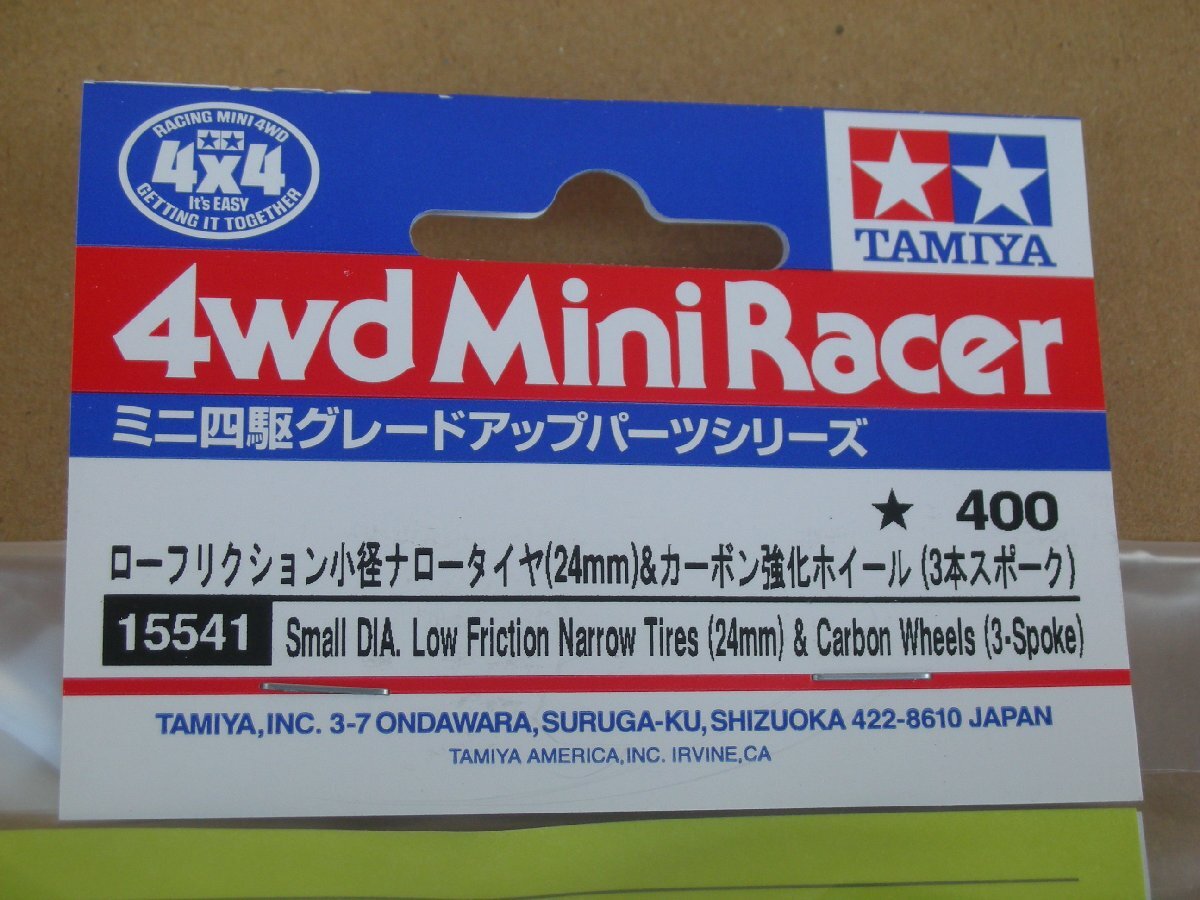 RACING MINI 4WD
4x4
It's EASY
GETTING IT TOGETHER
TAMIYA
4wd Mini Racer
ミニ四駆グレードアップパーツシリーズ
★ 400
ローフリクション小径ナロータイヤ(24mm)&カーボン強化ホイール (3本スポーク)
15541 Small DIA. Low Friction Narrow Tires (24mm) & Carbon Wheels (3-Spoke)
TAMIYA, INC. 3-7 ONDAWARA, SURUGA-KU, SHIZUOKA 422-8610 JAPAN
TAMIYA AMERICA, INC. IRVINE, CA